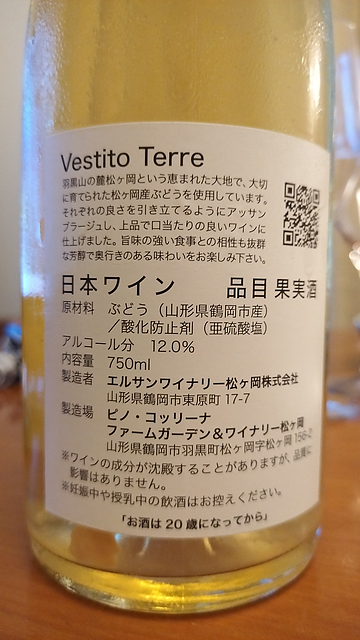 Vestito Terre
羽黒山の麓松ヶ岡という恵まれた大地で、大切
に育てられた松ヶ岡産ぶどうを使用しています。
それぞれの良さを引き立てるようにアッサン
ブラージュし、上品で口当たりの良いワインに
仕上げました。旨味の強い食事との相性も抜群
な芳醇で奥行きのある味わいをお楽しみ下さい。
日本ワイン 品目 果実酒
原材料 ぶどう（山形県鶴岡市産）
／酸化防止剤（亜硫酸塩）
アルコール分 12.0%
内容量 750ml
製造者 エルサンワイナリー松ヶ岡株式会社
山形県鶴岡市東原町 17-7
製造場 ピノ・コッリーナ
ファームガーデン＆ワイナリー松ヶ岡
山形県鶴岡市羽黒町松ヶ岡字松ヶ岡 156-2
※ワインの成分が沈殿することがありますが、品質に
影響はありません。
※妊娠中や授乳中の飲酒はお控えください。
「お酒は 20 歳になってから」